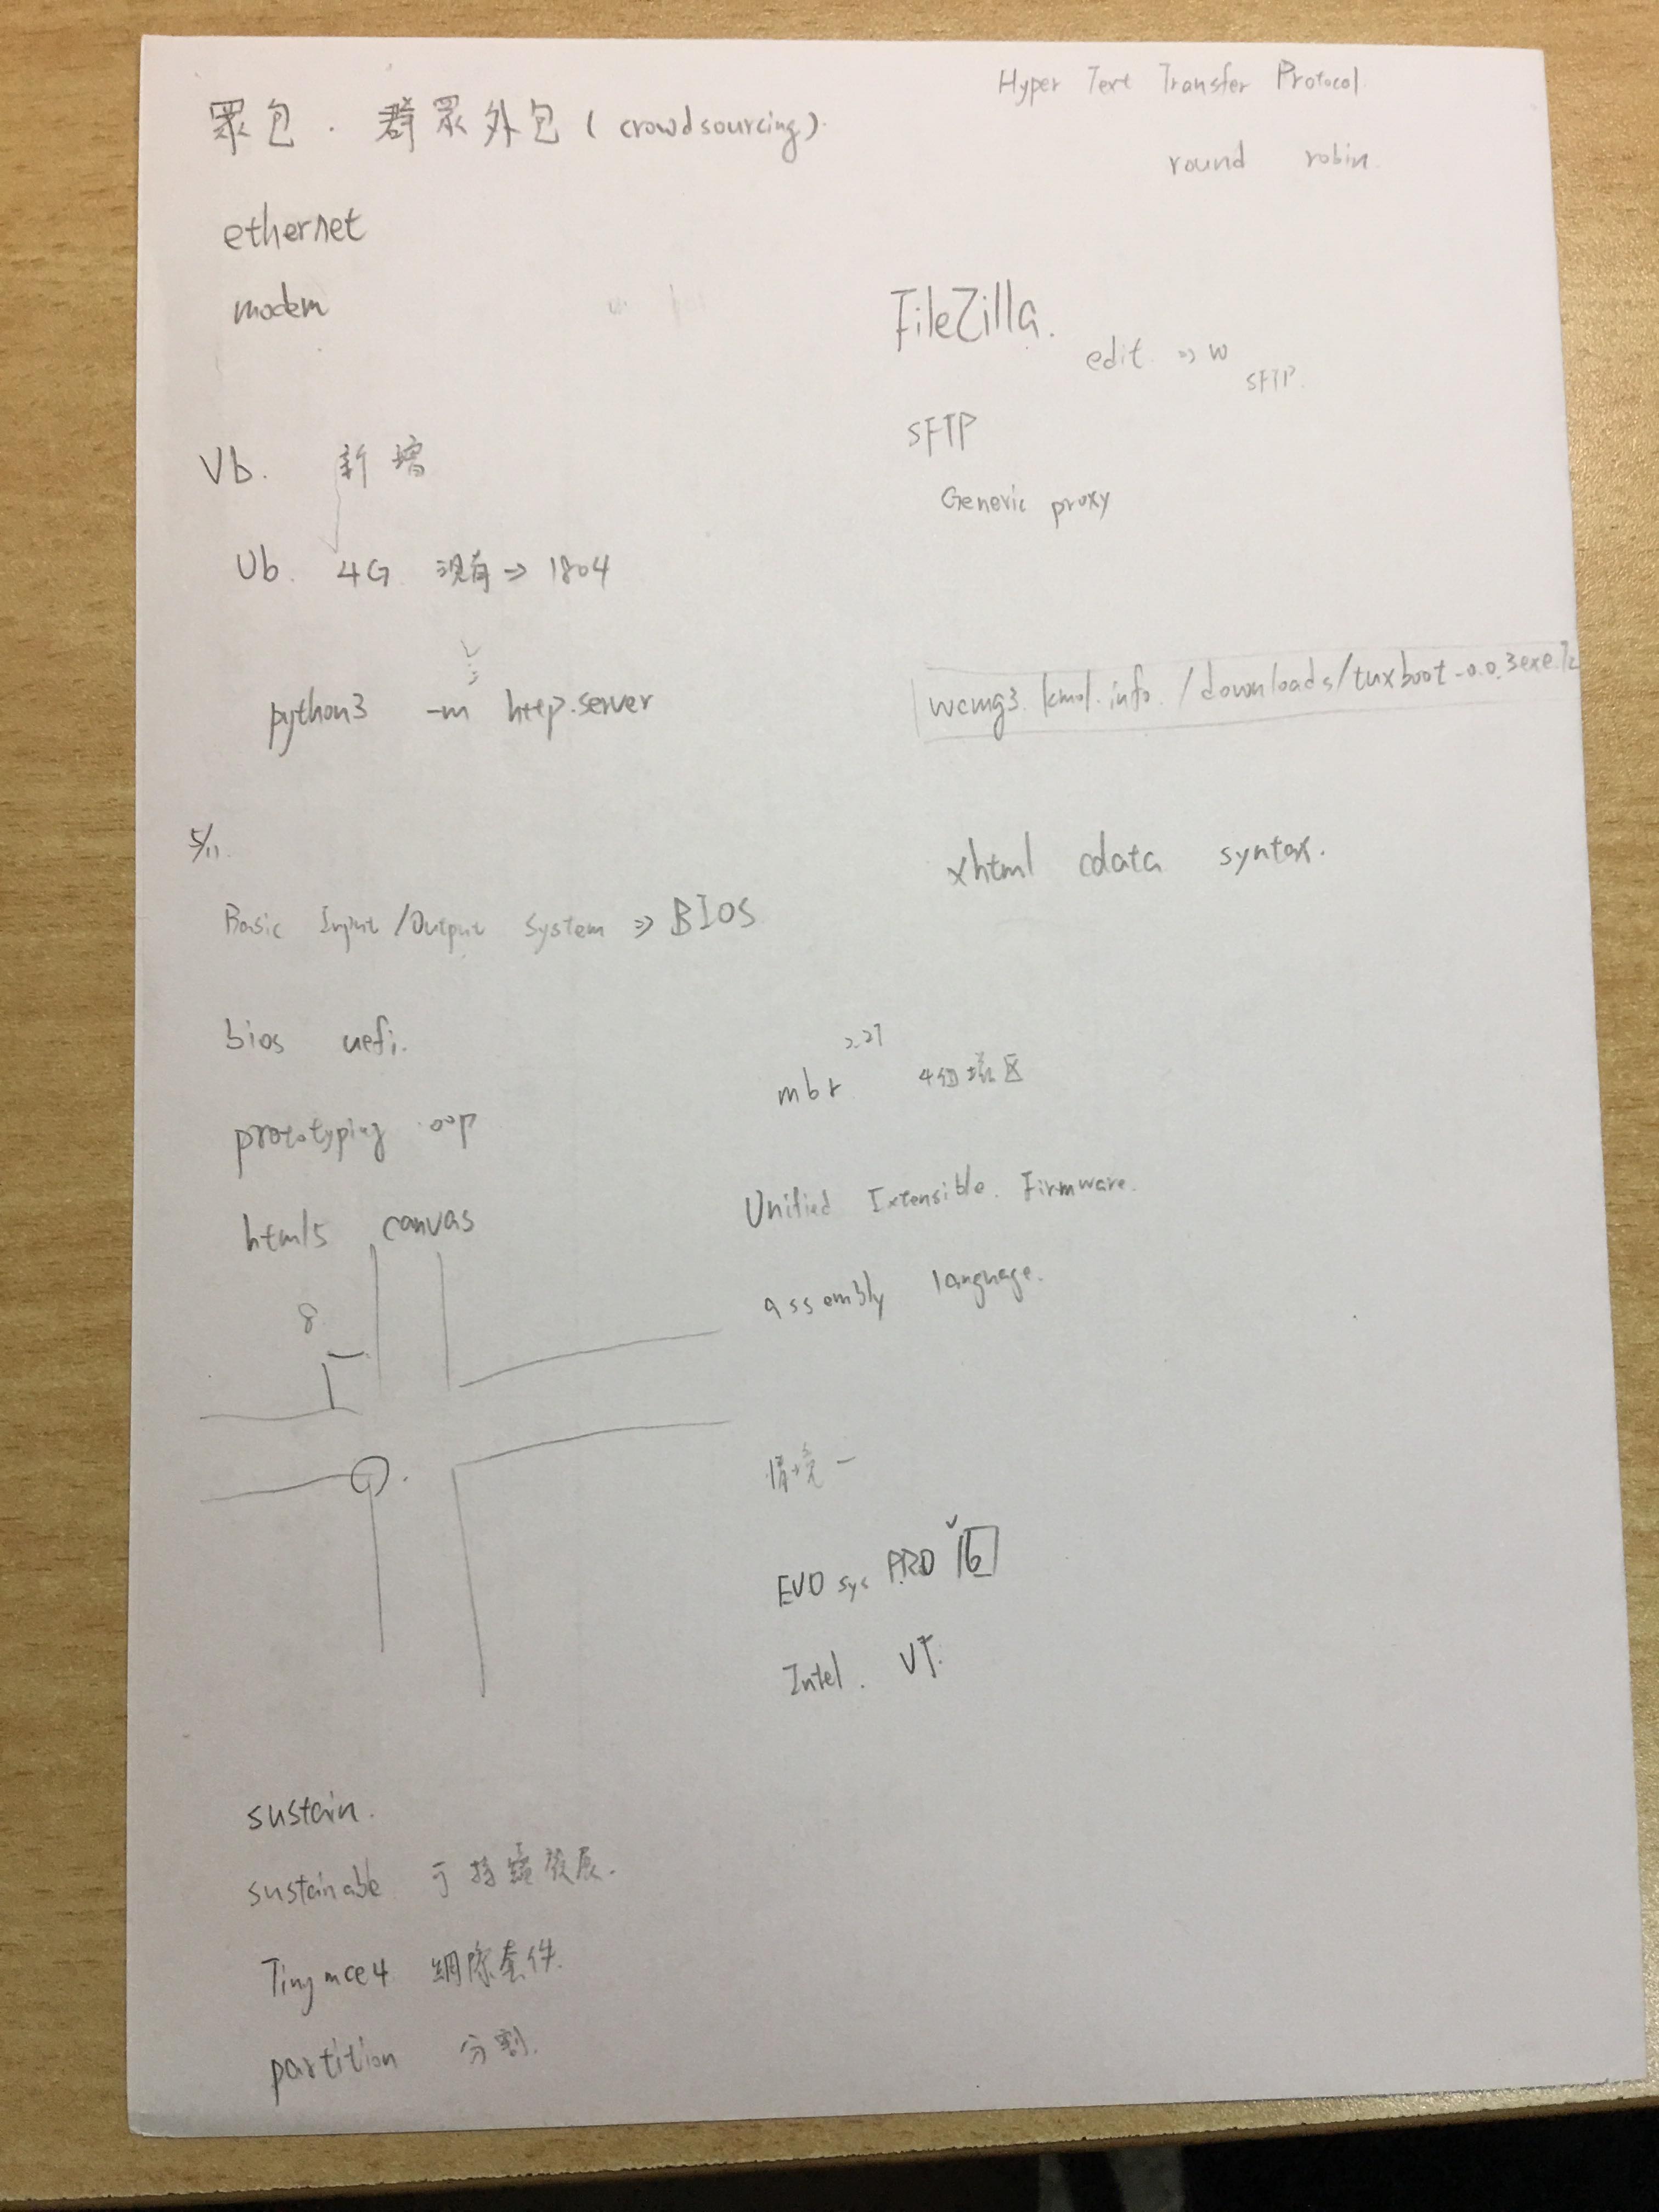 眾包. 群眾外包 (crowdsourcing).
ethernet
modem
Vb. 新增
Ub. 4G 現有 → 1804
python3 -m http.server
5/11.
Basic Input/Output System => BIOS
bios uefi.
prototyping oop
html5 canvas
8
sustain.
sustainable 可持續發展.
Tinymce4 網際套件.
partition 分割.
Hyper Text Transfer Protocol.
round robin.
FileZilla.
edit => w
SFTP.
SFTP
Generic proxy
wcmg3.kmol.info./downloads/tuxboot-0.0.3exe.7z
xhtml cdata syntax.
2.2T
mbr 4個
Unified Extensible. Firmware.
assembly language.
情境一
EVO sys PRO 16
Intel. VT.